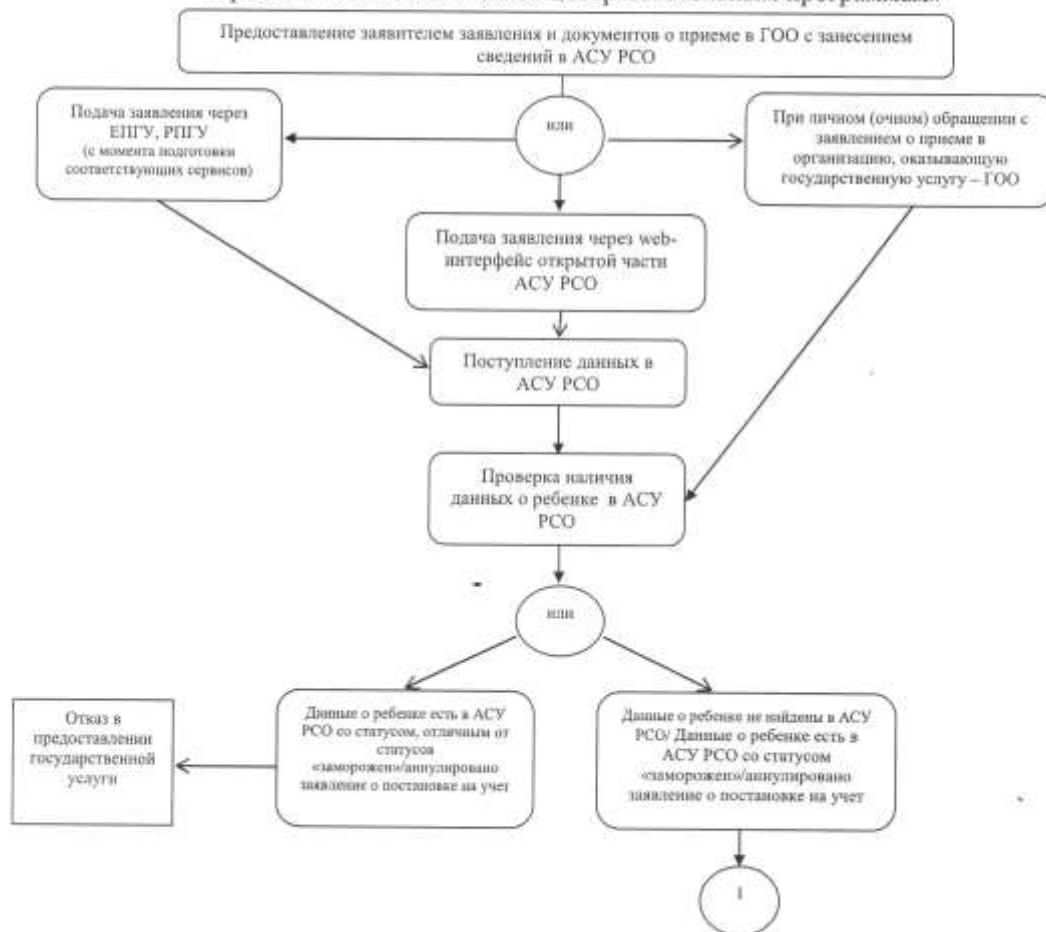 программам»
Предоставление заявителем заявления и документов о приеме в ГОО с занесением
сведений в АСУ РСО
Подача заявления через
ЕПГУ, РПГУ
(с момента подготовки
соответствующих сервисов)
или
При личном (очном) обращении с
заявлением о приеме в
организацию, оказывающую
государственную услугу – ГОО
Подача заявления через web-
интерфейс открытой части
АСУ РСО
Поступление данных в
АСУ РСО
Проверка наличия
данных о ребенке в АСУ
РСО
или
Отказ в
предоставлении
государственной
услуги
Данные о ребенке есть в АСУ
РСО со статусом, отличным от
статусов
«заморожен»/аннулировано
заявление о постановке на учет
Данные о ребенке не найдены в АСУ
РСО/ Данные о ребенке есть в
АСУ РСО со статусом
«заморожен»/аннулировано
заявление о постановке на учет
1